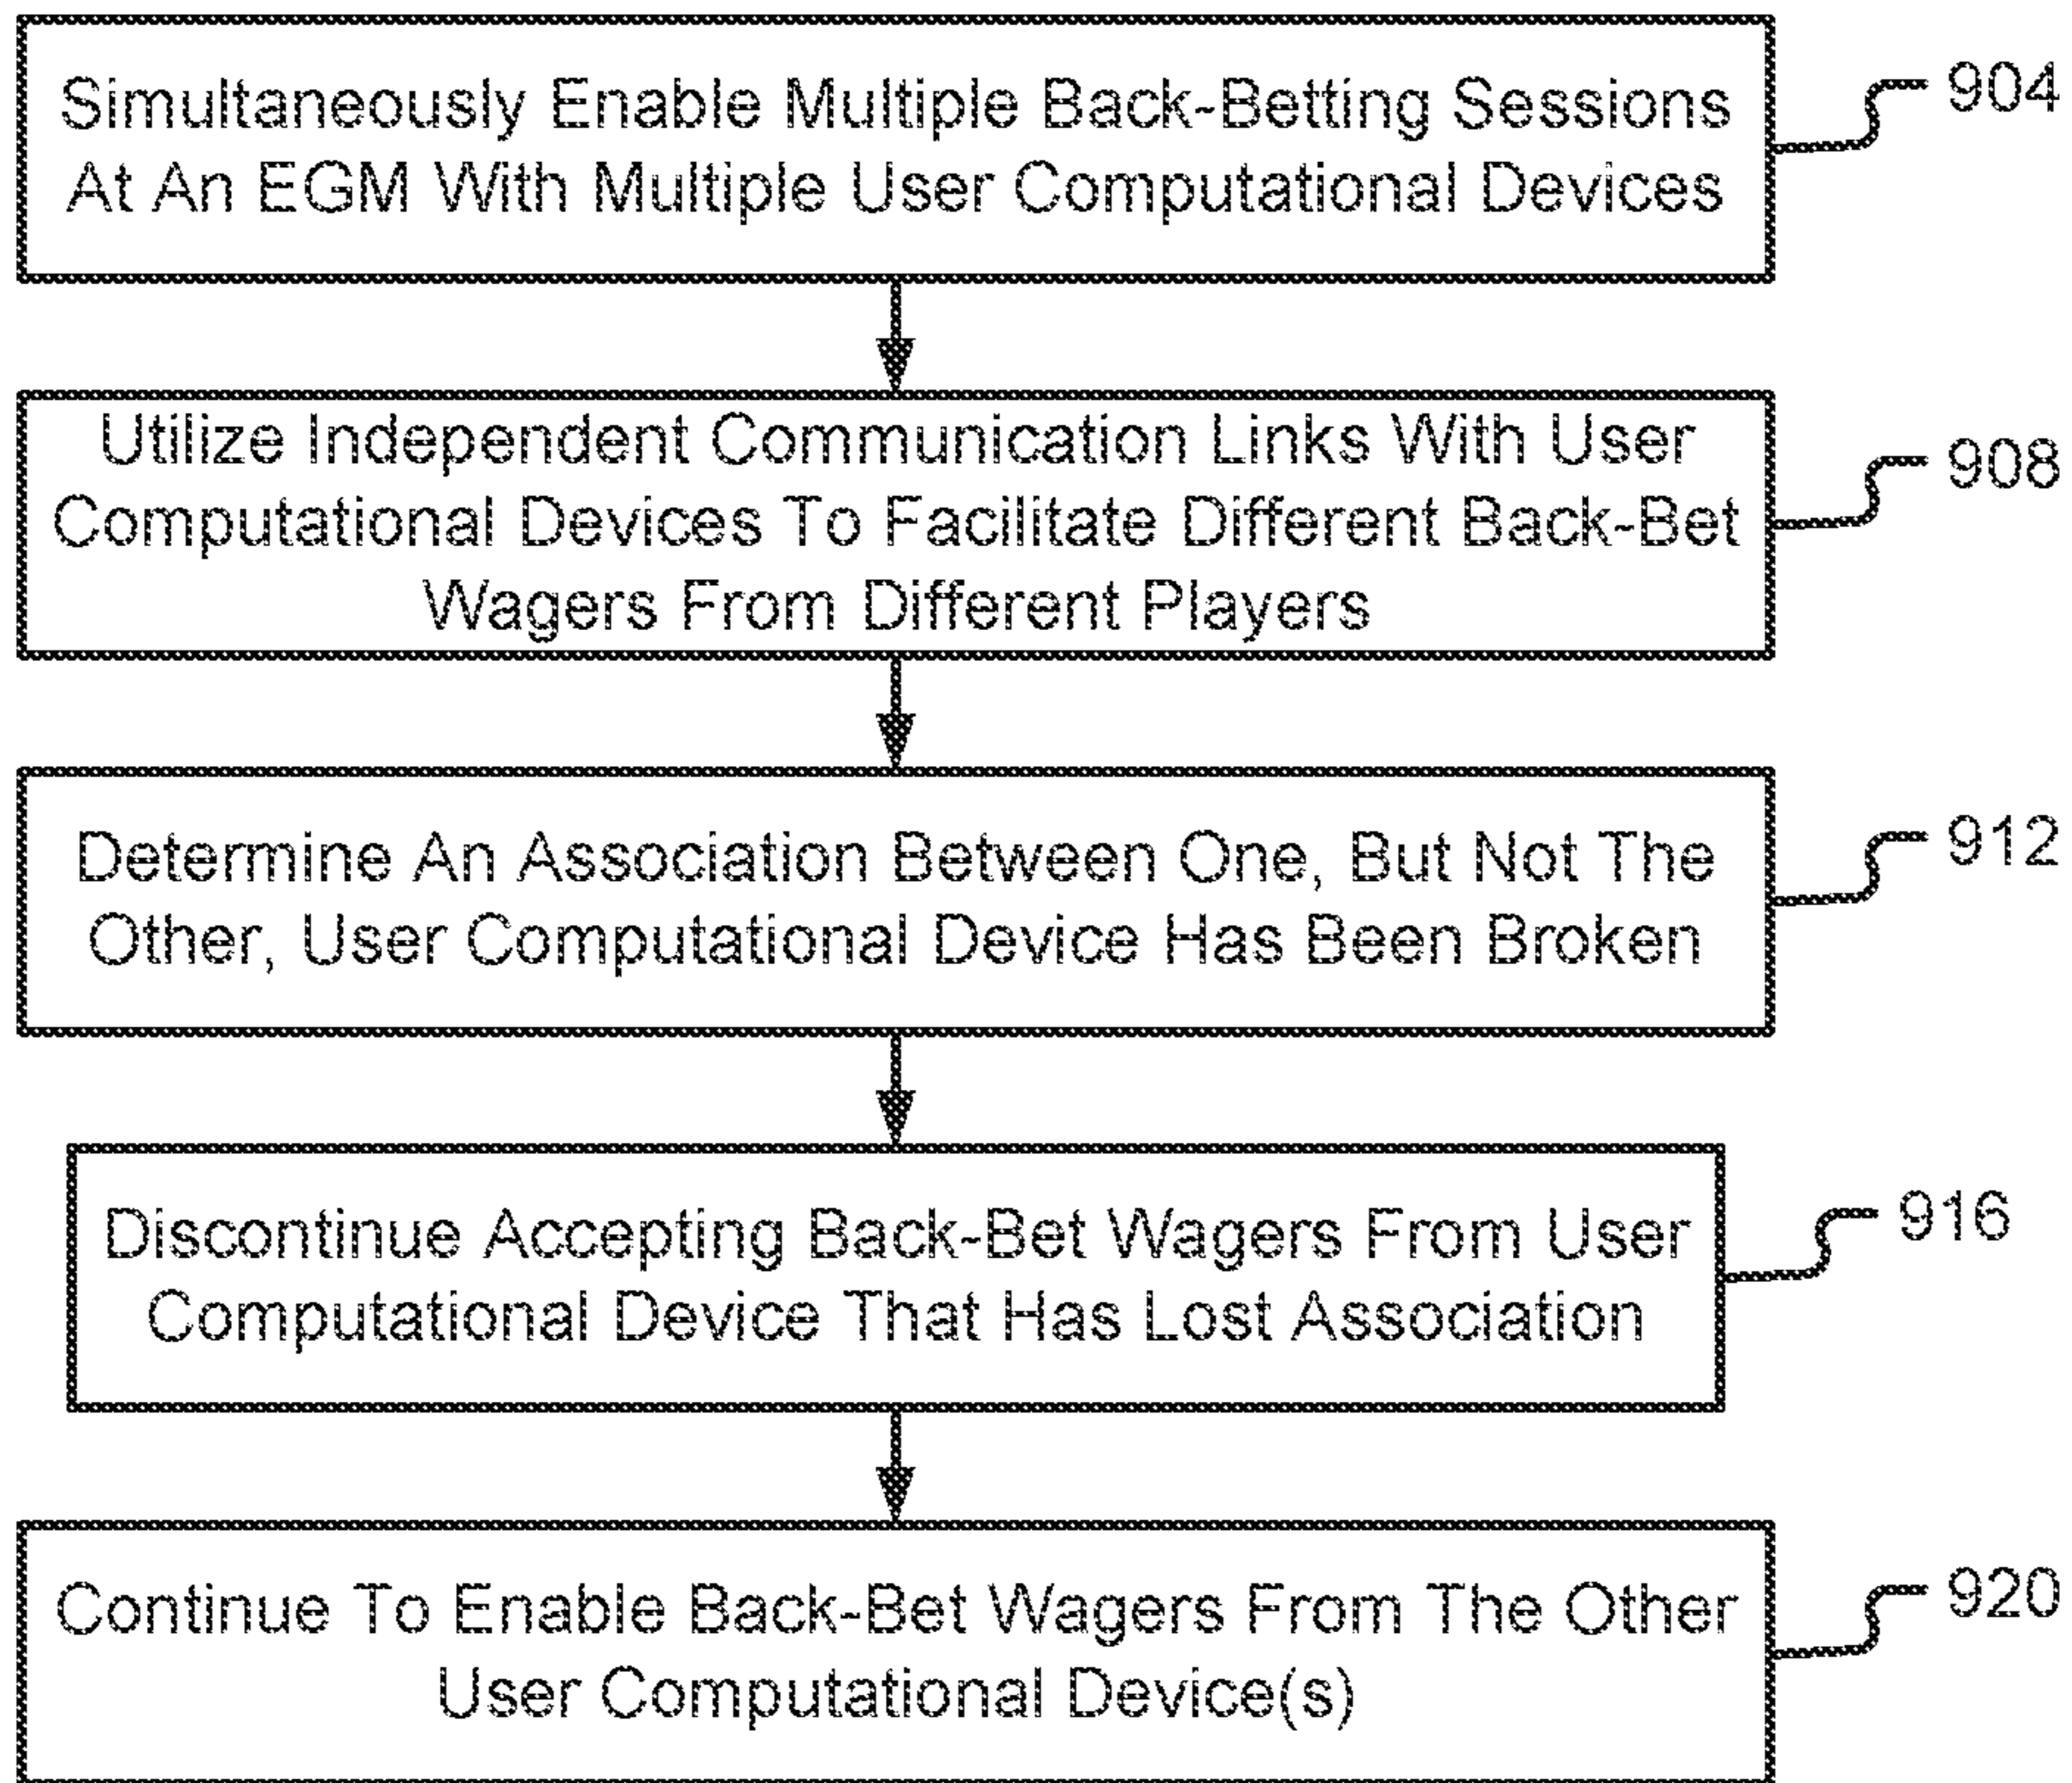 Simultaneously Enable Multiple Back-Betting Sessions
At An EGM With Multiple User Computational Devices
904
Utilize Independent Communication Links With User
Computational Devices To Facilitate Different Back-Bet
Wagers From Different Players
908
Determine An Association Between One, But Not The
Other, User Computational Device Has Been Broken
912
Discontinue Accepting Back-Bet Wagers From User
Computational Device That Has Lost Association
916
Continue To Enable Back-Bet Wagers From The Other
User Computational Device(s)
920